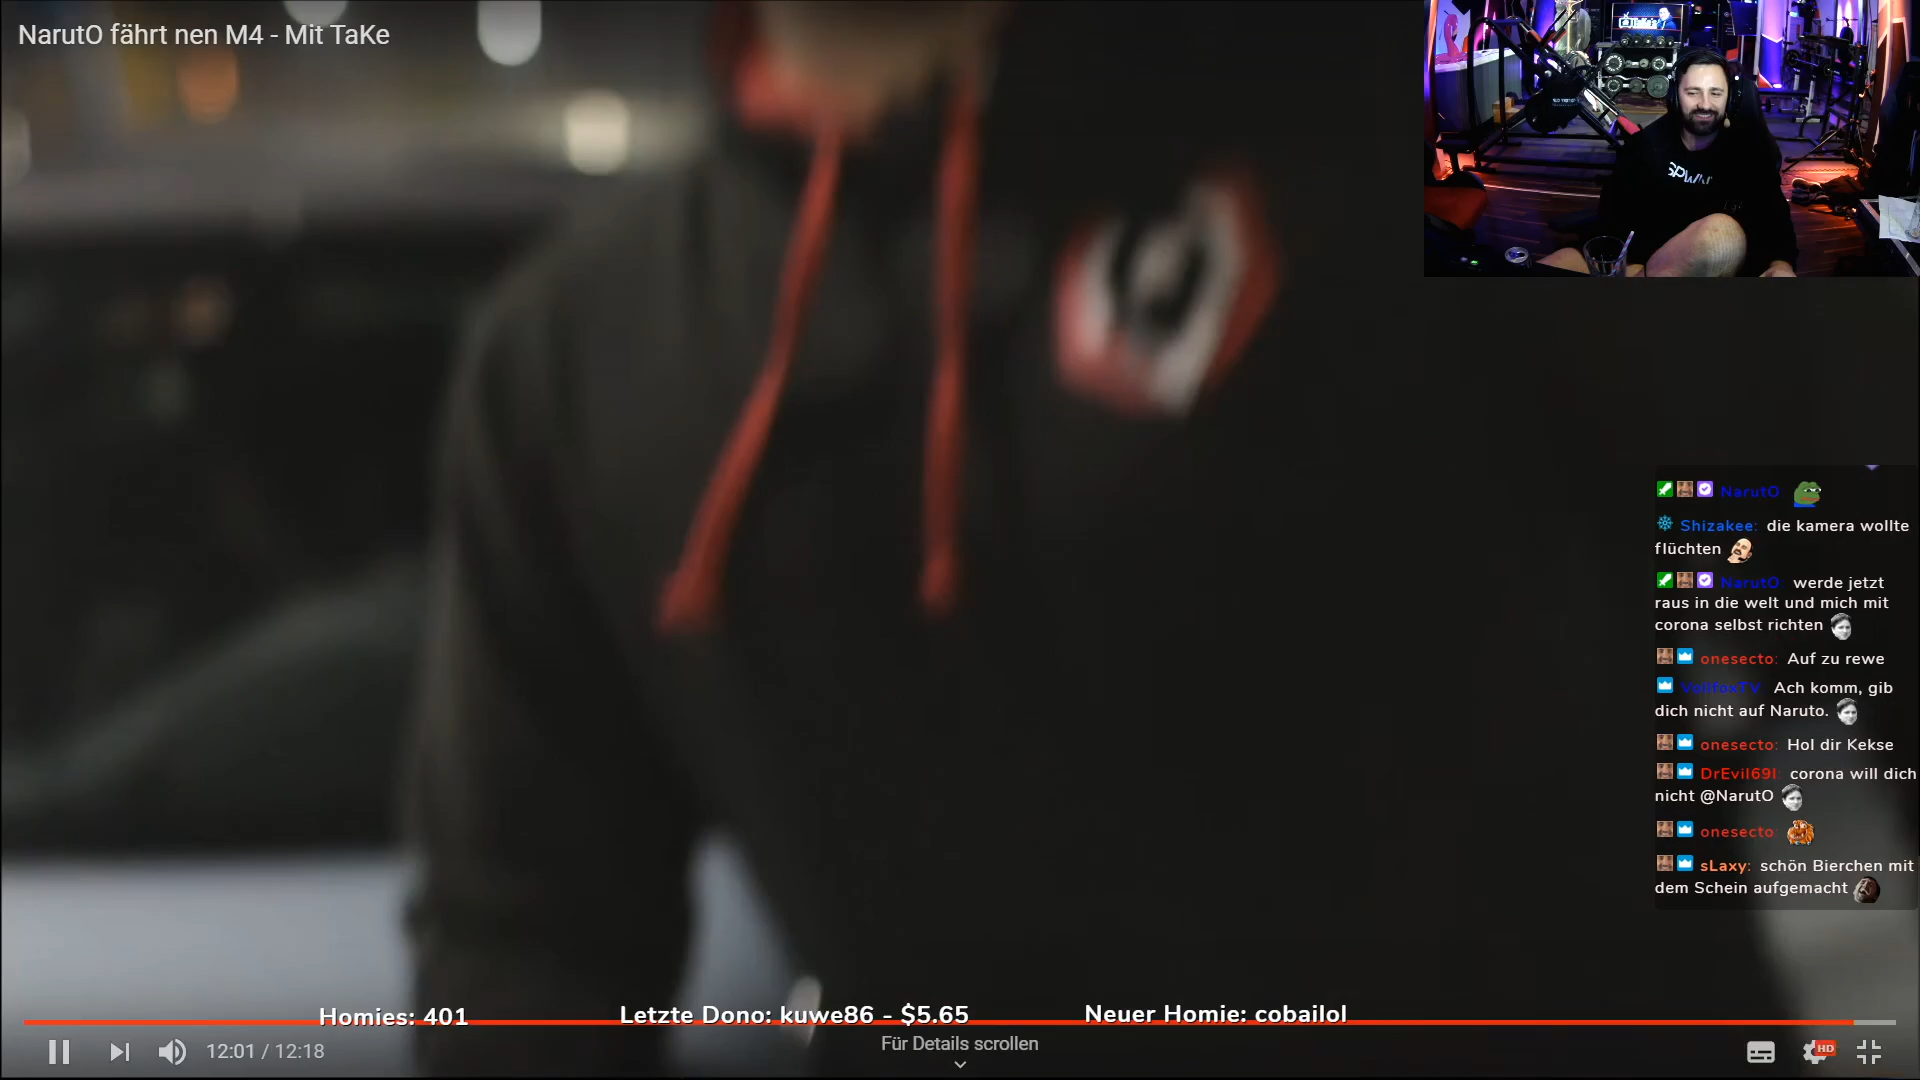 NarutO fährt nen M4 - Mit TaKe
NarutO
Shizakee: die kamera wollte
flüchten
NarutO: werde jetzt
raus in die welt und mich mit
corona selbst richten
onesecto: Auf zu rewe
VollfoxTV: Ach komm, gib
dich nicht auf Naruto.
onesecto: Hol dir Kekse
DrEvil69l: corona will dich
nicht @NarutO
onesecto
sLaxy: schön Bierchen mit
dem Schein aufgemacht
Homies: 401
Letzte Dono: kuwe86 - $5.65
Neuer Homie: cobailol
12:01 / 12:18
Für Details scrollen
HD